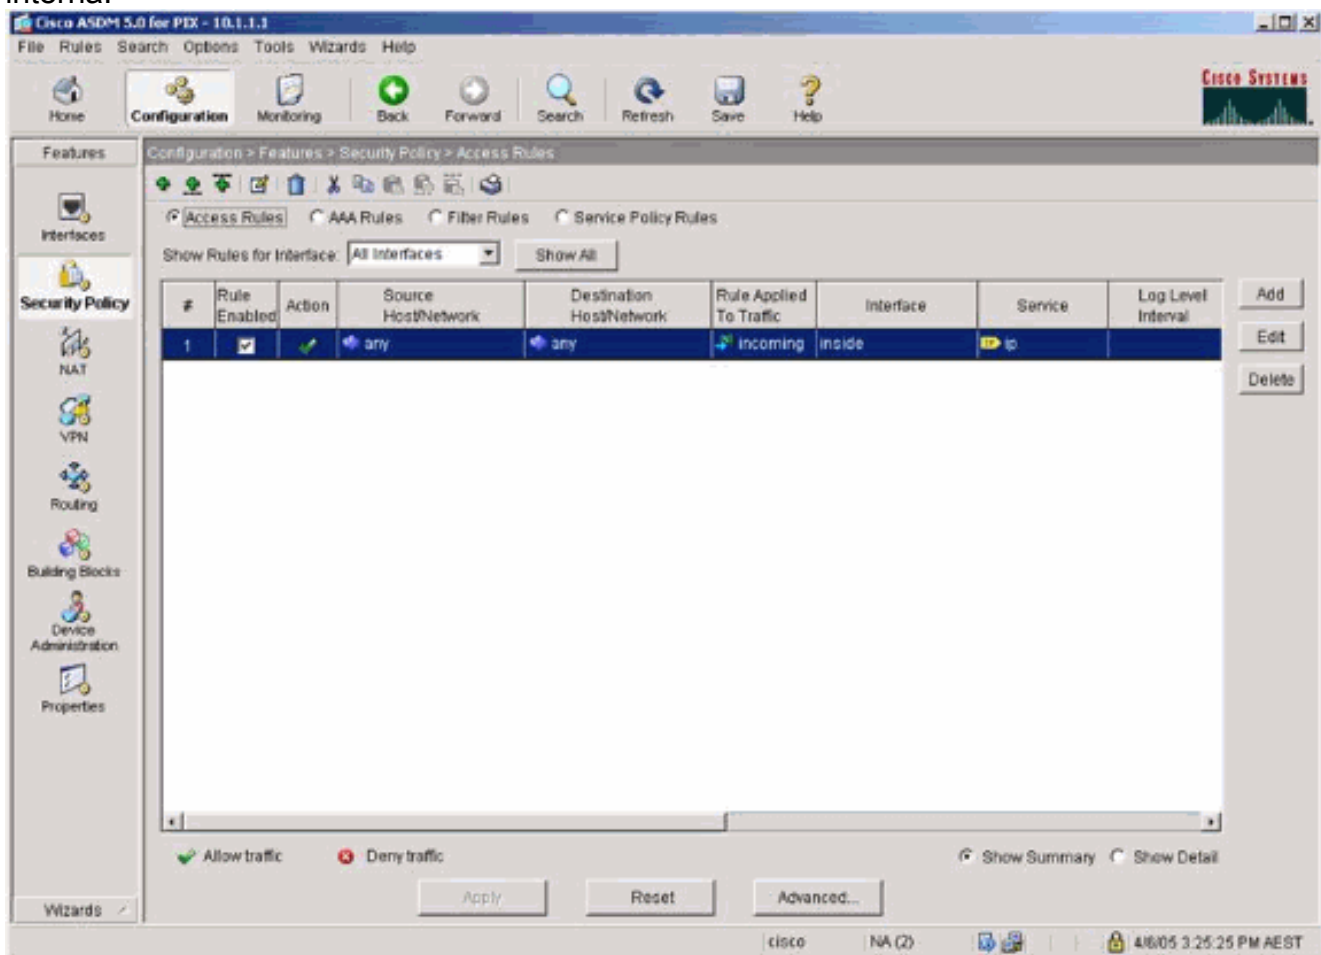 Cisco ASDM 5.0 for PIX - 10.1.1.1
File Rules Search Options Tools Wizards Help
Home Configuration Monitoring Back Forward Search Refresh Save Help
CISCO SYSTEMS
Features
Configuration > Features > Security Policy > Access Rules
Interfaces
Security Policy
NAT
VPN
Routing
Building Blocks
Device Administration
Properties
Wizards
Access Rules AAA Rules Filter Rules Service Policy Rules
Show Rules for Interface: All Interfaces Show All
# Rule Enabled Action Source Host/Network Destination Host/Network Rule Applied To Traffic Interface Service Log Level Interval
1 any any incoming inside ip
Add
Edit
Delete
Allow traffic Deny traffic Show Summary Show Detail
Apply Reset Advanced...
cisco NA (2) 4/6/05 3:25:25 PM AEST